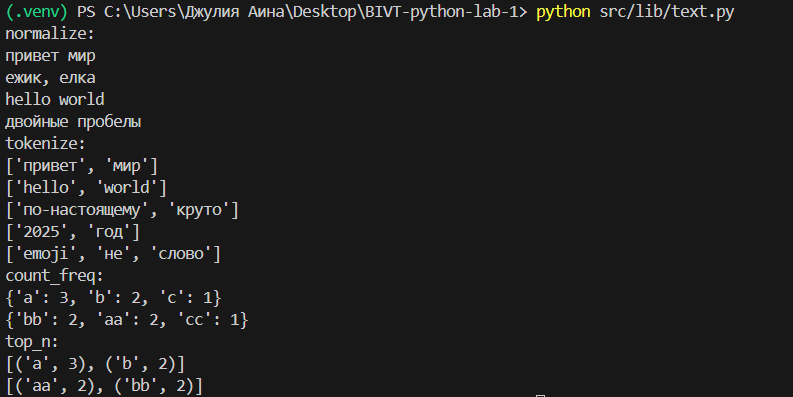 (.venv) PS C:\Users\Джулия Аина\Desktop\BIVT-python-lab-1> python src/lib/text.py
normalize:
привет мир
ежик, елка
hello world
двойные пробелы
tokenize:
['привет', 'мир']
['hello', 'world']
['по-настоящему', 'круто']
['2025', 'год']
['emoji', 'не', 'слово']
count_freq:
{'a': 3, 'b': 2, 'c': 1}
{'bb': 2, 'aa': 2, 'cc': 1}
top_n:
[('a', 3), ('b', 2)]
[('aa', 2), ('bb', 2)]